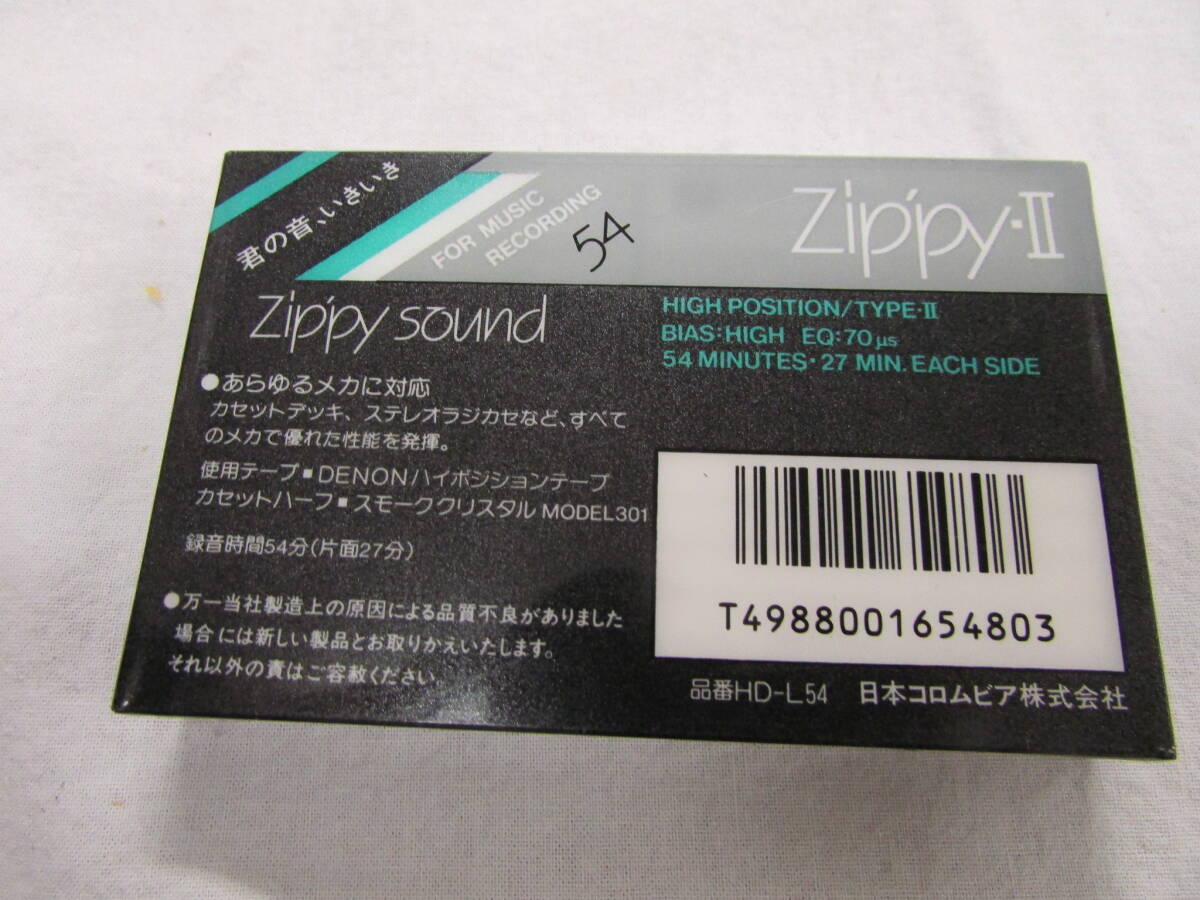 君の音、いきいき
FOR MUSIC
RECORDING
54
Zippy·II
Zippy sound
HIGH POSITION/TYPE·II
BIAS:HIGH EQ:70μs
54 MINUTES·27 MIN. EACH SIDE
●あらゆるメカに対応
カセットデッキ、ステレオラジカセなど、すべて
のメカで優れた性能を発揮。
使用テープ■DENONハイポジションテープ
カセットハーフ■スモーククリスタル MODEL301
録音時間54分(片面27分)
●万一当社製造上の原因による品質不良がありました
場合には新しい製品とお取りかえいたします。
それ以外の責はご容赦ください。
T4988001654803
品番HD-L54 日本コロムビア株式会社